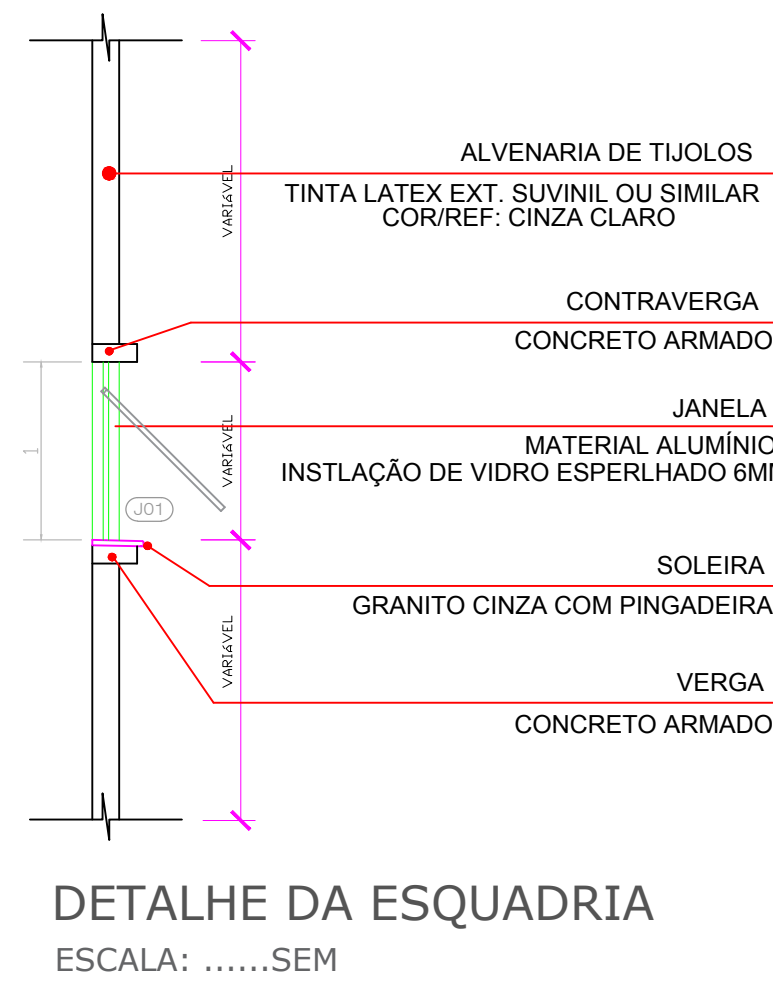 ALVENARIA DE TIJOLOS
TINTA LATEX EXT. SUVINIL OU SIMILAR
COR/REF: CINZA CLARO
VARIÁVEL
CONTRAVERGA
CONCRETO ARMADO
JANELA
MATERIAL ALUMÍNIO
INSTLAÇÃO DE VIDRO ESPERLHADO 6MM
VARIÁVEL
1
J01
SOLEIRA
GRANITO CINZA COM PINGADEIRA
VARIÁVEL
VERGA
CONCRETO ARMADO
DETALHE DA ESQUADRIA
ESCALA: ......SEM